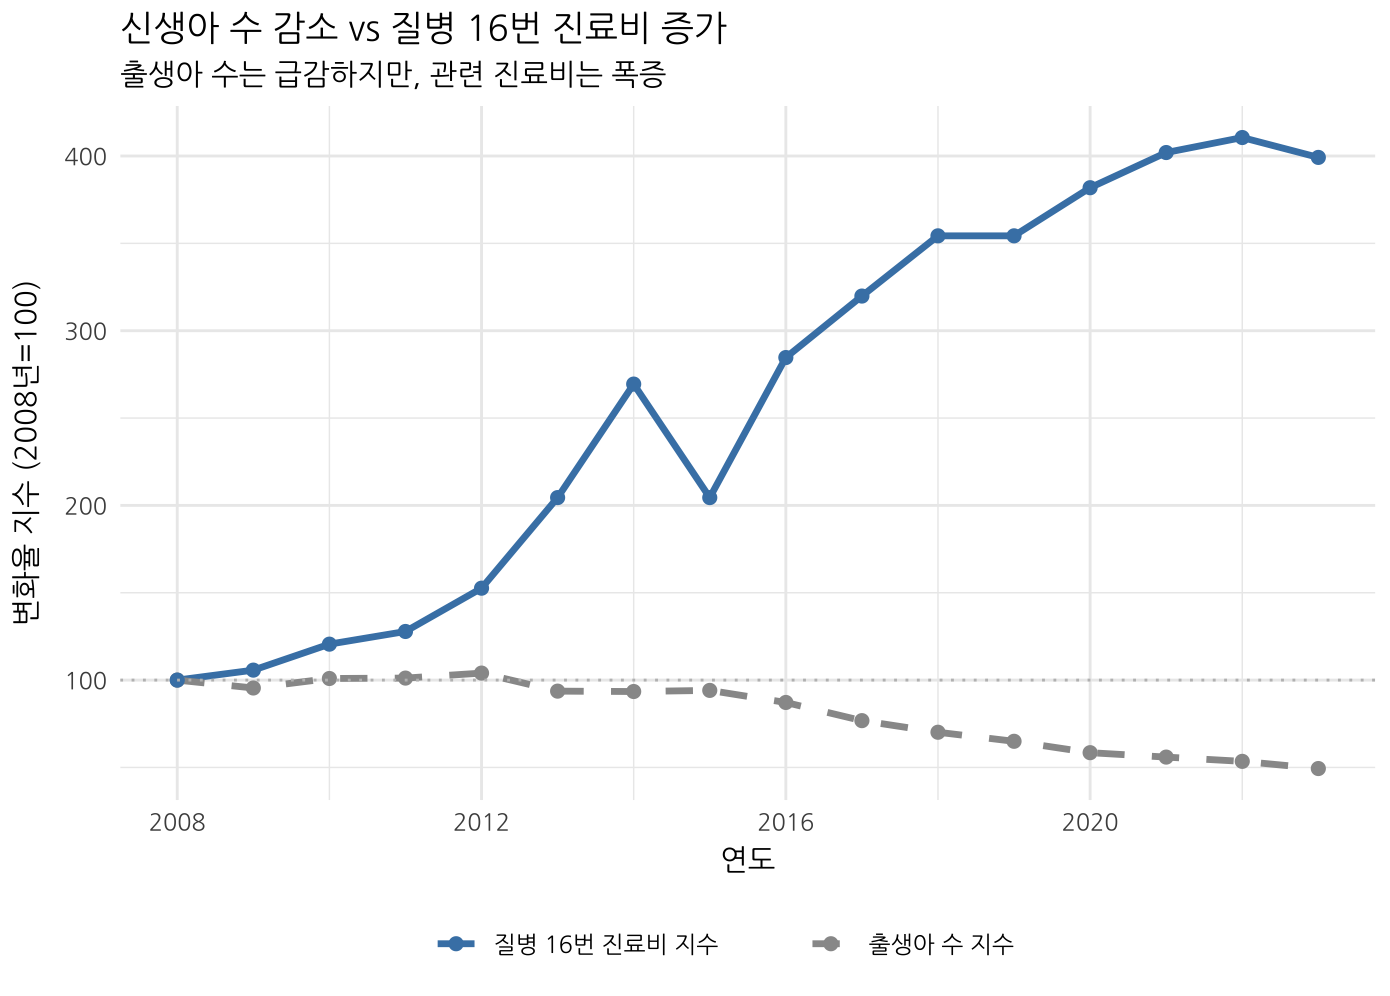 신생아 수 감소 vs 질병 16번 진료비 증가
출생아 수는 급감하지만, 관련 진료비는 폭증
변화율 지수 (2008년=100)
400
300
200
100
2008 2012 2016 2020
연도
질병 16번 진료비 지수 출생아 수 지수